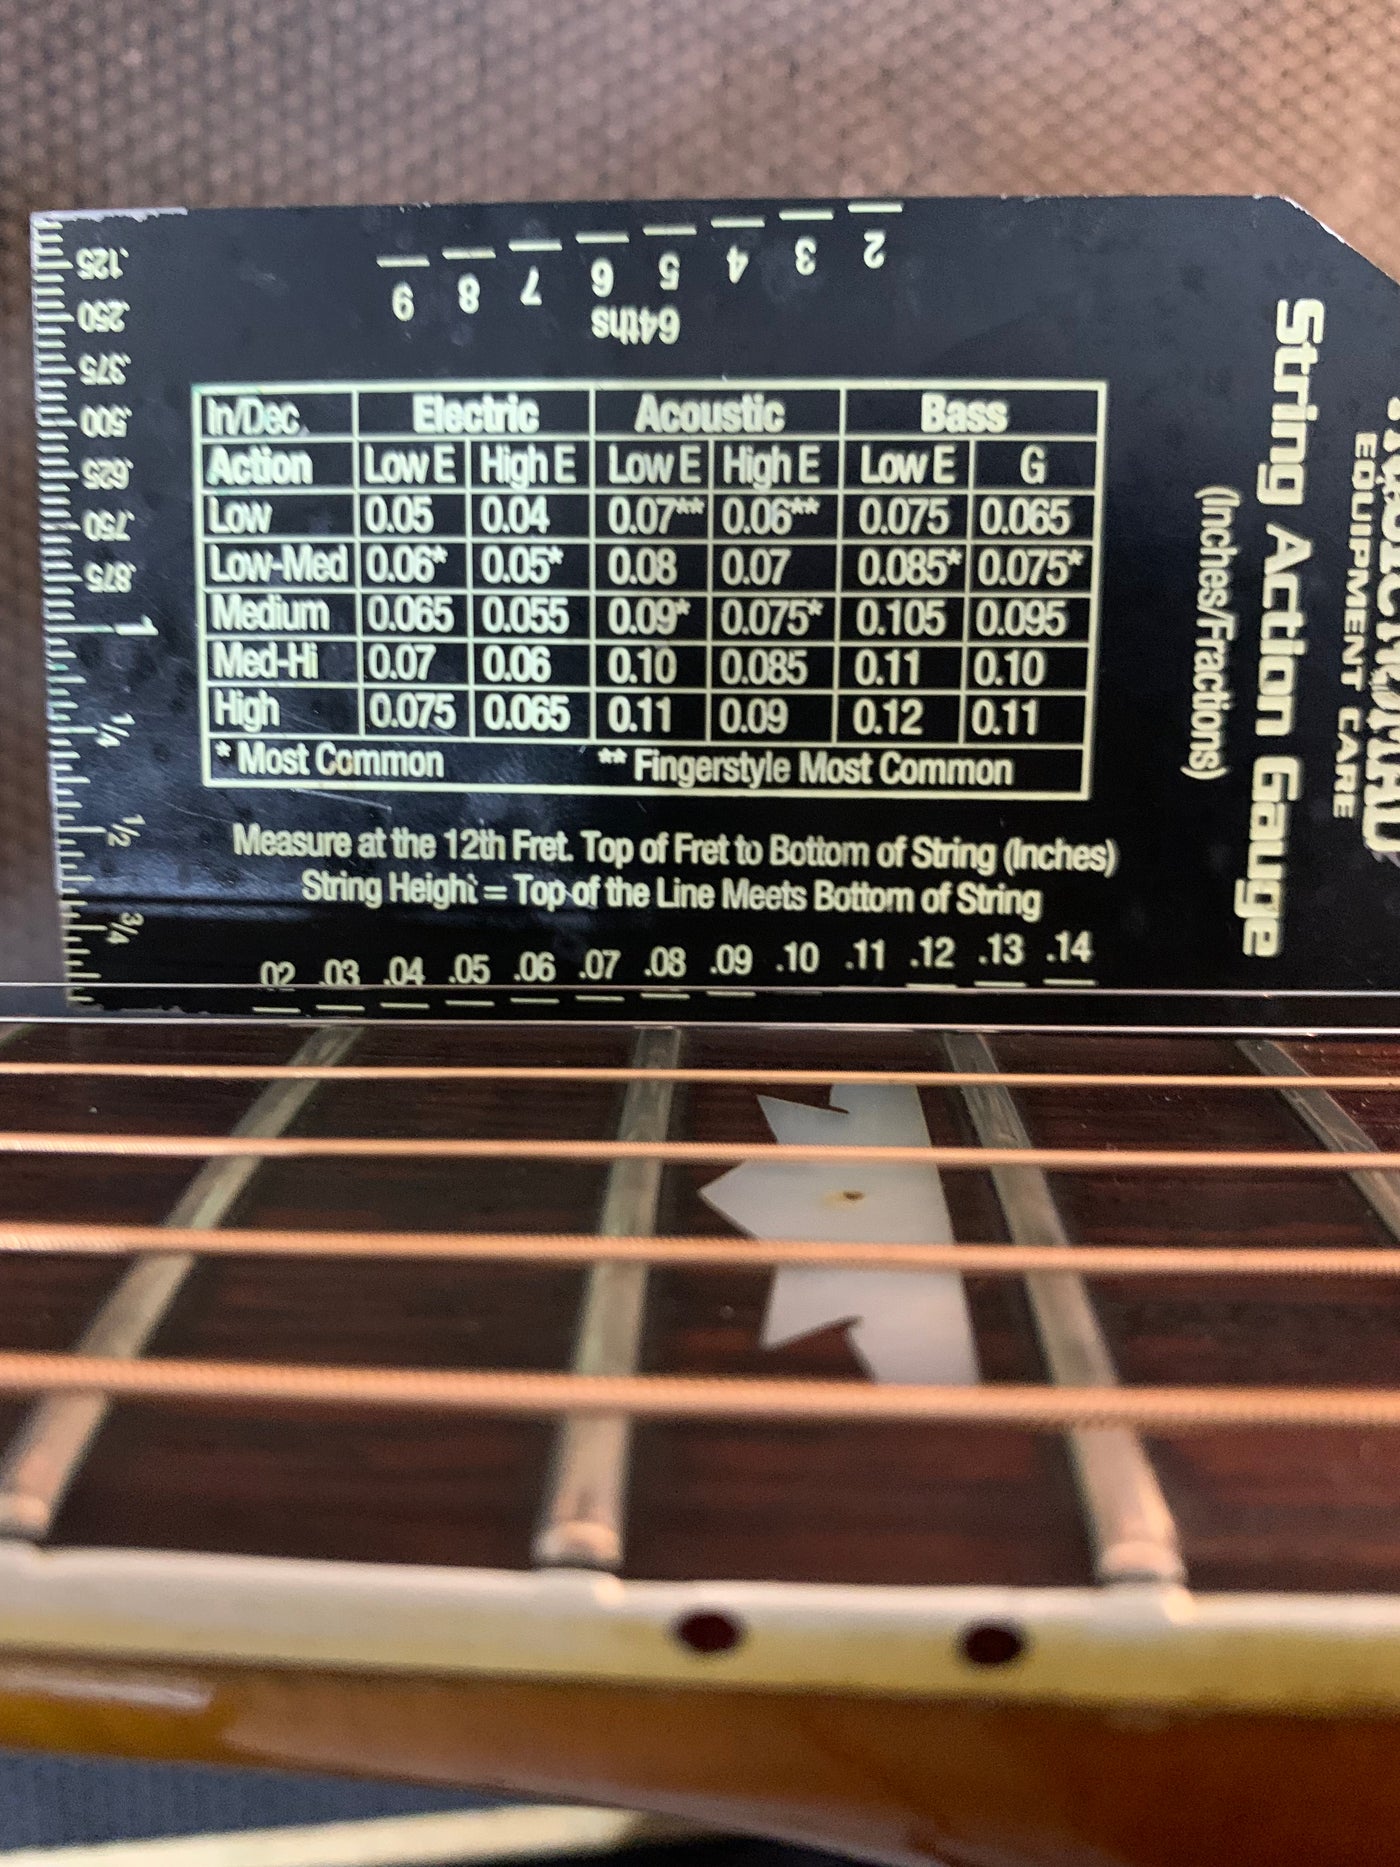 2 3 4 5 6 7 8 9
64ths
.125
.250
.375
.500
.625
.750
.875
1
1/4
1/2
3/4
In/Dec. Electric Acoustic Bass
Action Low E High E Low E High E Low E G
Low 0.05 0.04 0.07** 0.06** 0.075 0.065
Low-Med 0.06* 0.05* 0.08 0.07 0.085* 0.075*
Medium 0.065 0.055 0.09* 0.075* 0.105 0.095
Med-Hi 0.07 0.06 0.10 0.085 0.11 0.10
High 0.075 0.065 0.11 0.09 0.12 0.11
* Most Common ** Fingerstyle Most Common
Measure at the 12th Fret. Top of Fret to Bottom of String (Inches)
String Height = Top of the Line Meets Bottom of String
.02 .03 .04 .05 .06 .07 .08 .09 .10 .11 .12 .13 .14
String Action Gauge
(Inches/Fractions)
EQUIPMENT CARE